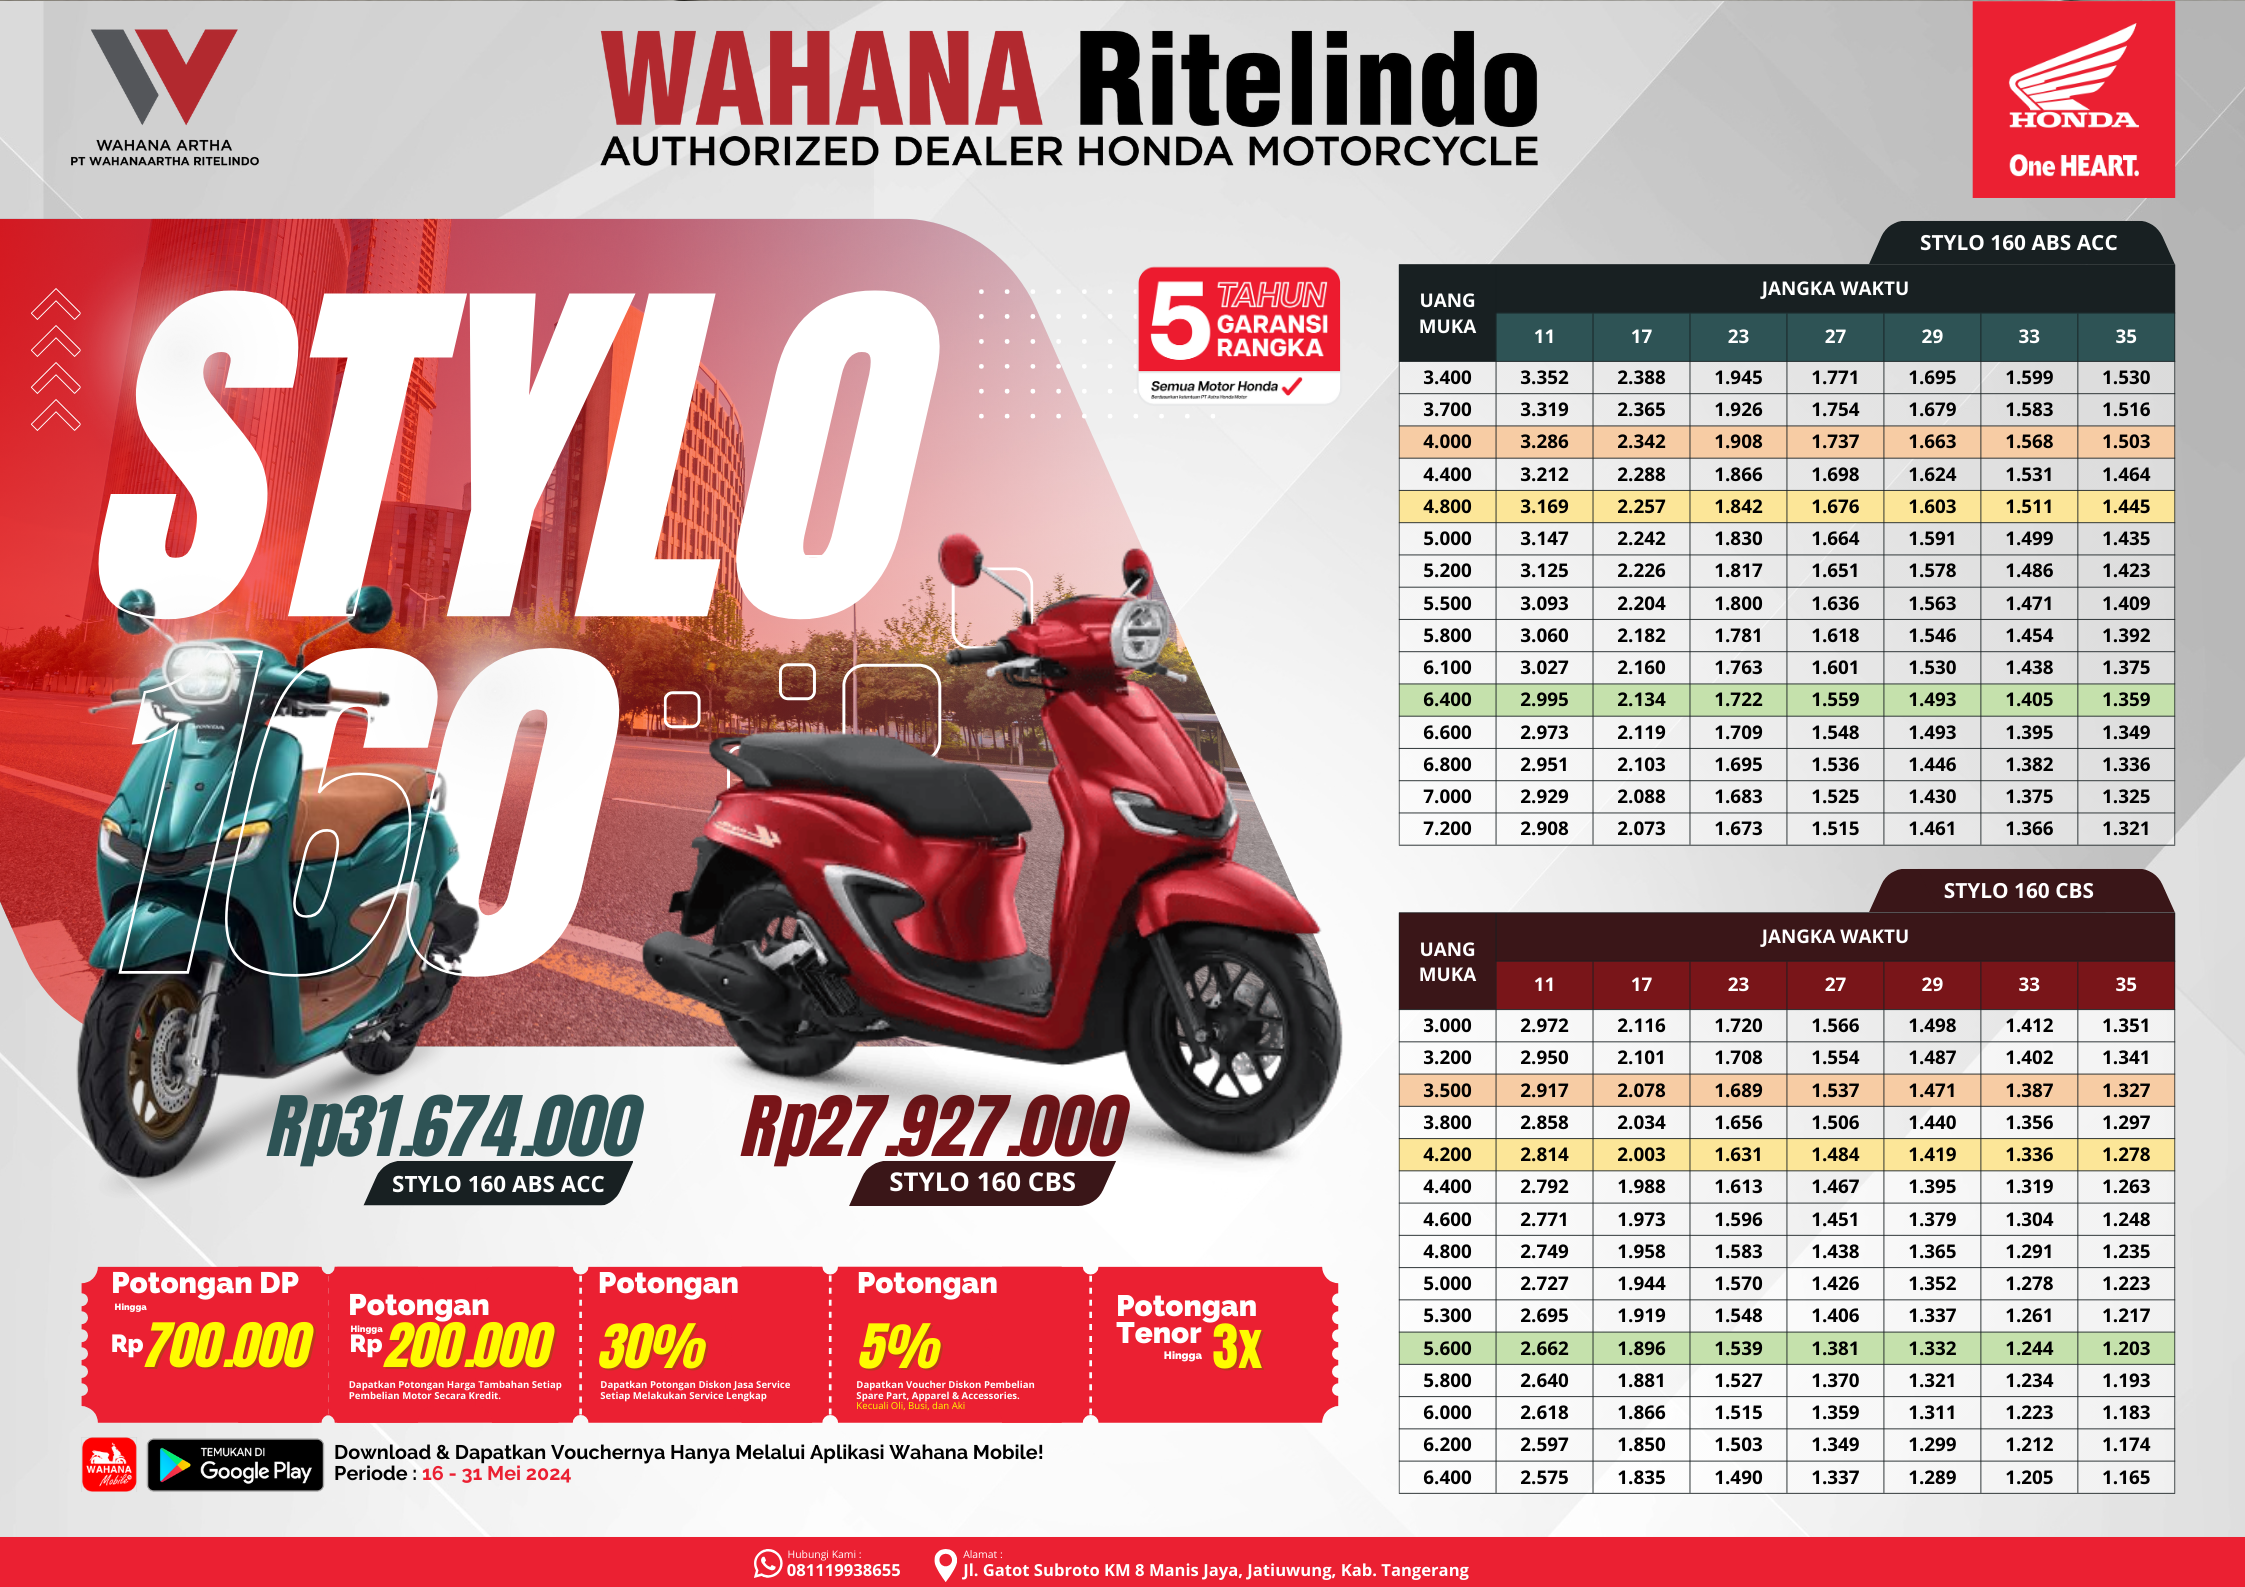 WAHANA ARTHA
PT WAHANAARTHA RITELINDO
WAHANA Ritelindo
AUTHORIZED DEALER HONDA MOTORCYCLE
HONDA
One HEART.
STYLO
160
5 TAHUN
GARANSI
RANGKA
Semua Motor Honda
Berdasarkan ketentuan PT Astra Honda Motor
HONDA
Rp31.674.000
STYLO 160 ABS ACC
Rp27.927.000
STYLO 160 CBS
Potongan DP
Hingga
Rp 700.000
Potongan
Hingga
Rp 200.000
Dapatkan Potongan Harga Tambahan Setiap
Pembelian Motor Secara Kredit.
Potongan
30%
Dapatkan Potongan Diskon Jasa Service
Setiap Melakukan Service Lengkap
Potongan
5%
Dapatkan Voucher Diskon Pembelian
Spare Part, Apparel & Accessories.
Kecuali Oli, Busi, dan Aki
Potongan
Tenor 3x
Hingga
WAHANA
Mobile
TEMUKAN DI
Google Play
Download & Dapatkan Vouchernya Hanya Melalui Aplikasi Wahana Mobile!
Periode : 16 - 31 Mei 2024
STYLO 160 ABS ACC
UANG MUKA JANGKA WAKTU
11 17 23 27 29 33 35
3.400 3.352 2.388 1.945 1.771 1.695 1.599 1.530
3.700 3.319 2.365 1.926 1.754 1.679 1.583 1.516
4.000 3.286 2.342 1.908 1.737 1.663 1.568 1.503
4.400 3.212 2.288 1.866 1.698 1.624 1.531 1.464
4.800 3.169 2.257 1.842 1.676 1.603 1.511 1.445
5.000 3.147 2.242 1.830 1.664 1.591 1.499 1.435
5.200 3.125 2.226 1.817 1.651 1.578 1.486 1.423
5.500 3.093 2.204 1.800 1.636 1.563 1.471 1.409
5.800 3.060 2.182 1.781 1.618 1.546 1.454 1.392
6.100 3.027 2.160 1.763 1.601 1.530 1.438 1.375
6.400 2.995 2.134 1.722 1.559 1.493 1.405 1.359
6.600 2.973 2.119 1.709 1.548 1.493 1.395 1.349
6.800 2.951 2.103 1.695 1.536 1.446 1.382 1.336
7.000 2.929 2.088 1.683 1.525 1.430 1.375 1.325
7.200 2.908 2.073 1.673 1.515 1.461 1.366 1.321
STYLO 160 CBS
UANG MUKA JANGKA WAKTU
11 17 23 27 29 33 35
3.000 2.972 2.116 1.720 1.566 1.498 1.412 1.351
3.200 2.950 2.101 1.708 1.554 1.487 1.402 1.341
3.500 2.917 2.078 1.689 1.537 1.471 1.387 1.327
3.800 2.858 2.034 1.656 1.506 1.440 1.356 1.297
4.200 2.814 2.003 1.631 1.484 1.419 1.336 1.278
4.400 2.792 1.988 1.613 1.467 1.395 1.319 1.263
4.600 2.771 1.973 1.596 1.451 1.379 1.304 1.248
4.800 2.749 1.958 1.583 1.438 1.365 1.291 1.235
5.000 2.727 1.944 1.570 1.426 1.352 1.278 1.223
5.300 2.695 1.919 1.548 1.406 1.337 1.261 1.217
5.600 2.662 1.896 1.539 1.381 1.332 1.244 1.203
5.800 2.640 1.881 1.527 1.370 1.321 1.234 1.193
6.000 2.618 1.866 1.515 1.359 1.311 1.223 1.183
6.200 2.597 1.850 1.503 1.349 1.299 1.212 1.174
6.400 2.575 1.835 1.490 1.337 1.289 1.205 1.165
Hubungi Kami :
081119938655
Alamat :
Jl. Gatot Subroto KM 8 Manis Jaya, Jatiuwung, Kab. Tangerang